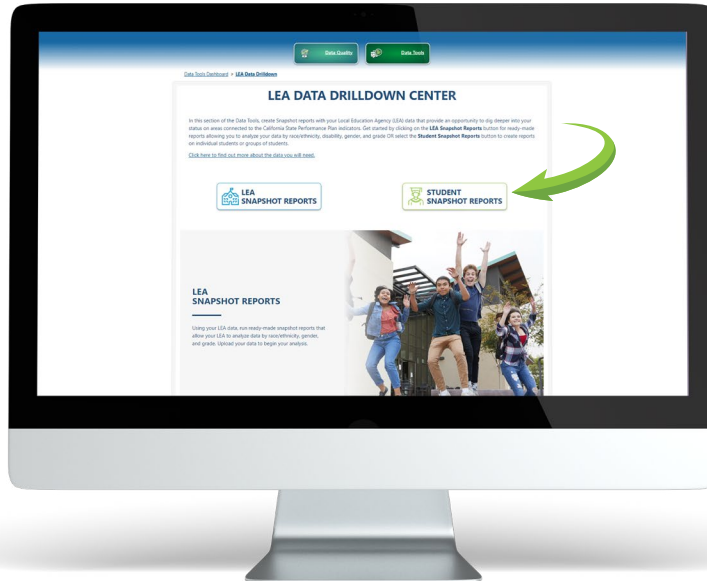 Data Quality
Data Tools
Data Tools Dashboard > LEA Data Drilldown
LEA DATA DRILLDOWN CENTER
In this section of the Data Tools, create Snapshot reports with your Local Education Agency (LEA) data that provide an opportunity to dig deeper into your
status on areas connected to the California State Performance Plan indicators. Get started by clicking on the LEA Snapshot Reports button for ready-made
reports allowing you to analyze your data by race/ethnicity, disability, gender, and grade OR select the Student Snapshot Reports button to create reports
on individual students or groups of students.
Click here to find out more about the data you will need.
LEA
SNAPSHOT REPORTS
STUDENT
SNAPSHOT REPORTS
LEA
SNAPSHOT REPORTS
Using your LEA data, run ready-made snapshot reports that
allow your LEA to analyze data by race/ethnicity, gender,
and grade. Upload your data to begin your analysis.